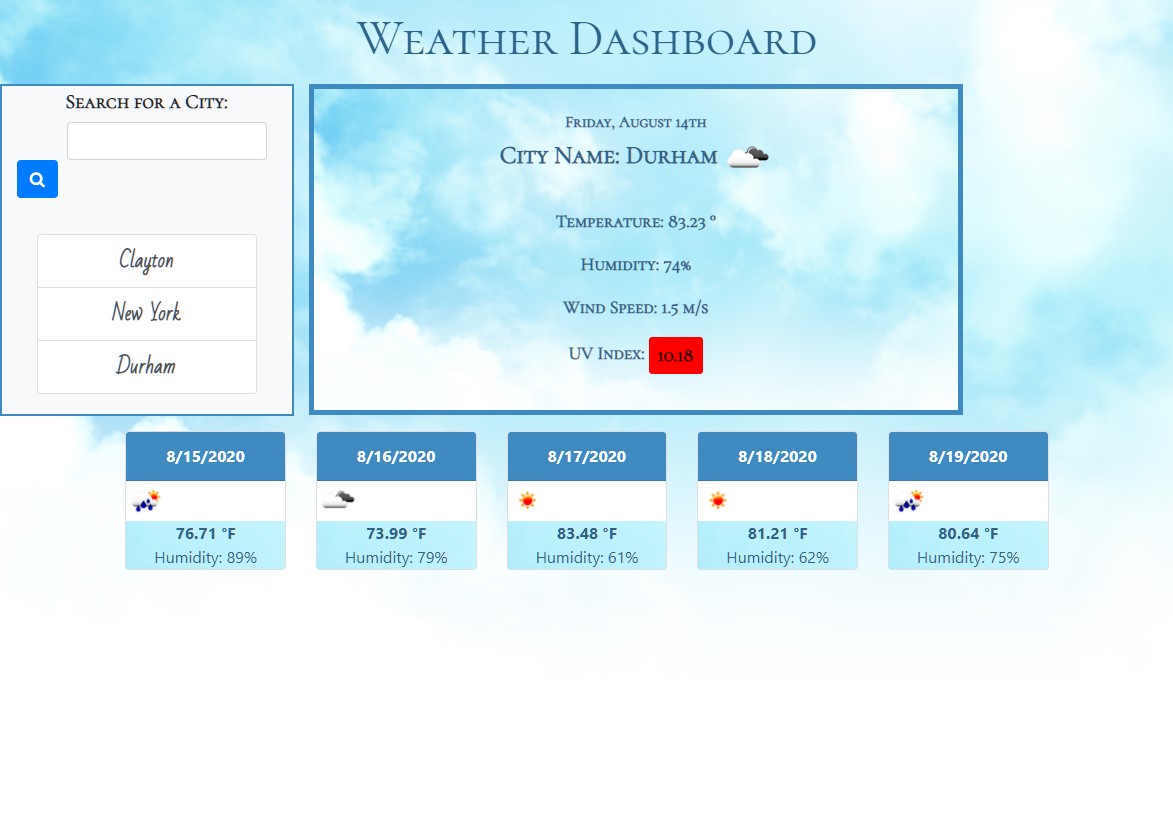 Weather Dashboard
Search for a City:
Clayton
New York
Durham
Friday, August 14th
City Name: Durham
Temperature: 83.23 °
Humidity: 74%
Wind Speed: 1.5 m/s
UV Index: 10.18
8/15/2020
76.71 °F
Humidity: 89%
8/16/2020
73.99 °F
Humidity: 79%
8/17/2020
83.48 °F
Humidity: 61%
8/18/2020
81.21 °F
Humidity: 62%
8/19/2020
80.64 °F
Humidity: 75%